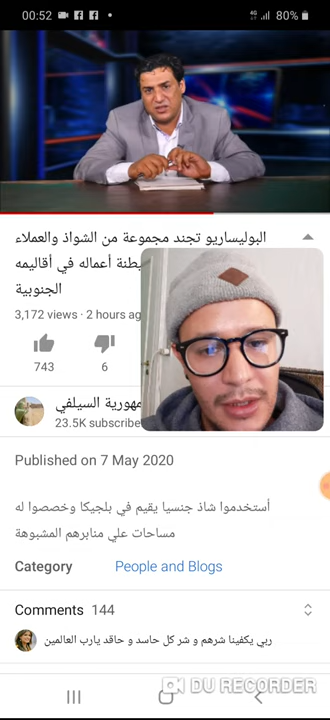 00:52
4G
80%
البوليساريو تجند مجموعة من الشواذ والعملاء
أعماله في أقاليمه
الجنوبية
3,172 views · 2 hours ag
743
6
السيلفي
23.5K subscribe
Published on 7 May 2020
أستخدموا شاذ جنسيا يقيم في بلجيكا وخصصوا له
مساحات علي منابرهم المشبوهة
Category People and Blogs
Comments 144
ربي يكفينا شرهم و شر كل حاسد و حاقد يارب العالمين
DU RECORDER